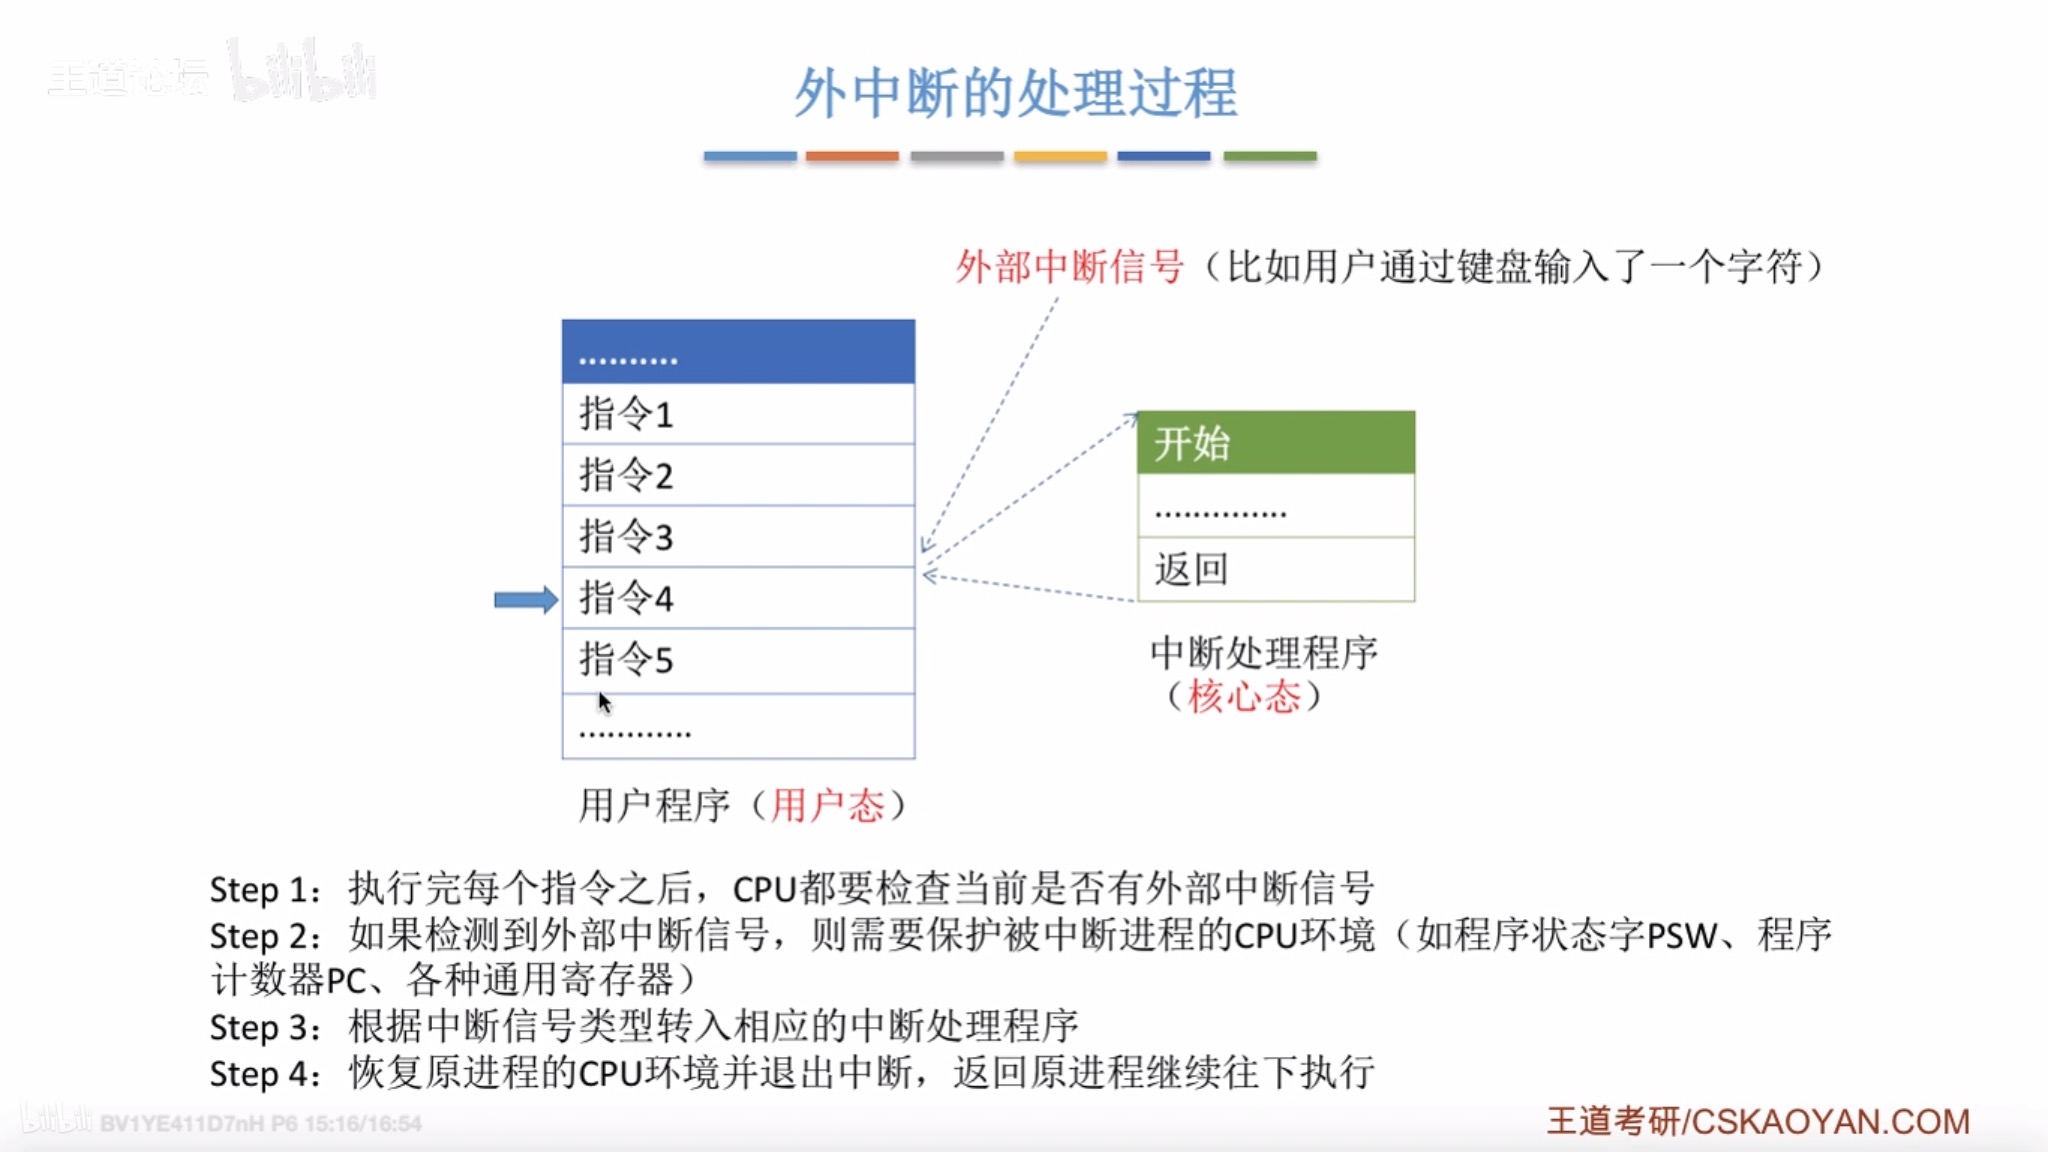 王道论坛 bilibili
外中断的处理过程
外部中断信号（比如用户通过键盘输入了一个字符）
..........
指令1
指令2
指令3
指令4
指令5
............
用户程序（用户态）
开始
..............
返回
中断处理程序
（核心态）
Step 1：执行完每个指令之后，CPU都要检查当前是否有外部中断信号
Step 2：如果检测到外部中断信号，则需要保护被中断进程的CPU环境（如程序状态字PSW、程序
计数器PC、各种通用寄存器）
Step 3：根据中断信号类型转入相应的中断处理程序
Step 4：恢复原进程的CPU环境并退出中断，返回原进程继续往下执行
bilibili BV1YE411D7nH P6 15:16/16:54
王道考研/CSKAOYAN.COM